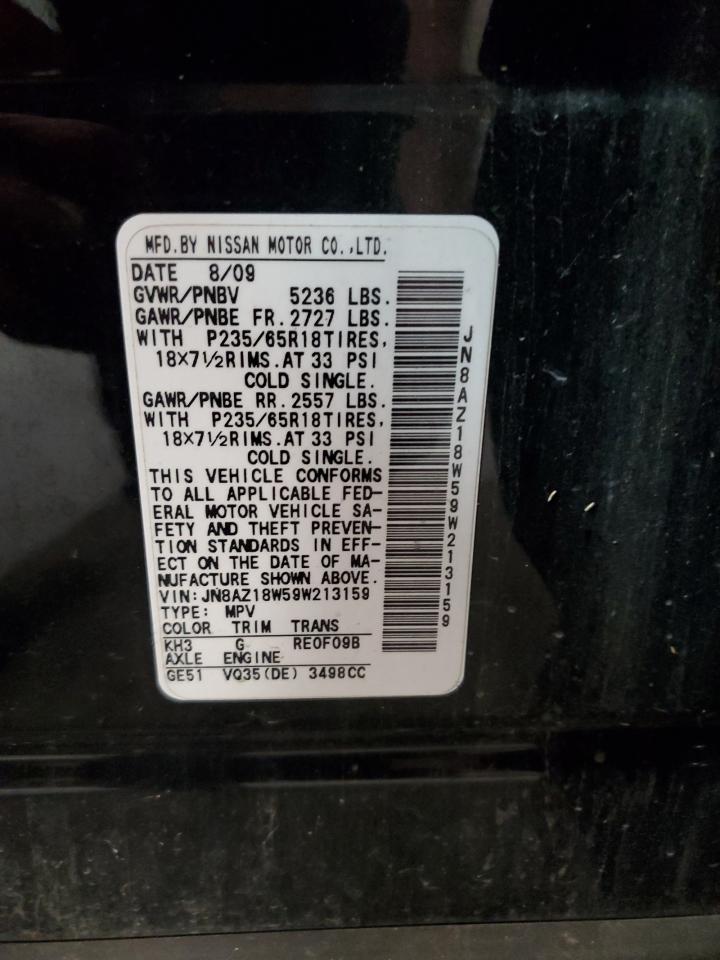 MFD.BY NISSAN MOTOR CO.,LTD.
DATE 8/09
GVWR/PNBV 5236 LBS.
GAWR/PNBE FR.2727 LBS.
WITH P235/65R18TIRES,
18X7½RIMS.AT 33 PSI
COLD SINGLE.
GAWR/PNBE RR.2557 LBS.
WITH P235/65R18TIRES,
18X7½RIMS.AT 33 PSI
COLD SINGLE.
THIS VEHICLE CONFORMS
TO ALL APPLICABLE FED-
ERAL MOTOR VEHICLE SA-
FETY AND THEFT PREVEN-
TION STANDARDS IN EFF-
ECT ON THE DATE OF MA-
NUFACTURE SHOWN ABOVE.
VIN:JN8AZ18W59W213159
TYPE: MPV
COLOR TRIM TRANS
KH3 G RE0F09B
AXLE ENGINE
GE51 VQ35(DE) 3498CC
JN8AZ18W59W213159